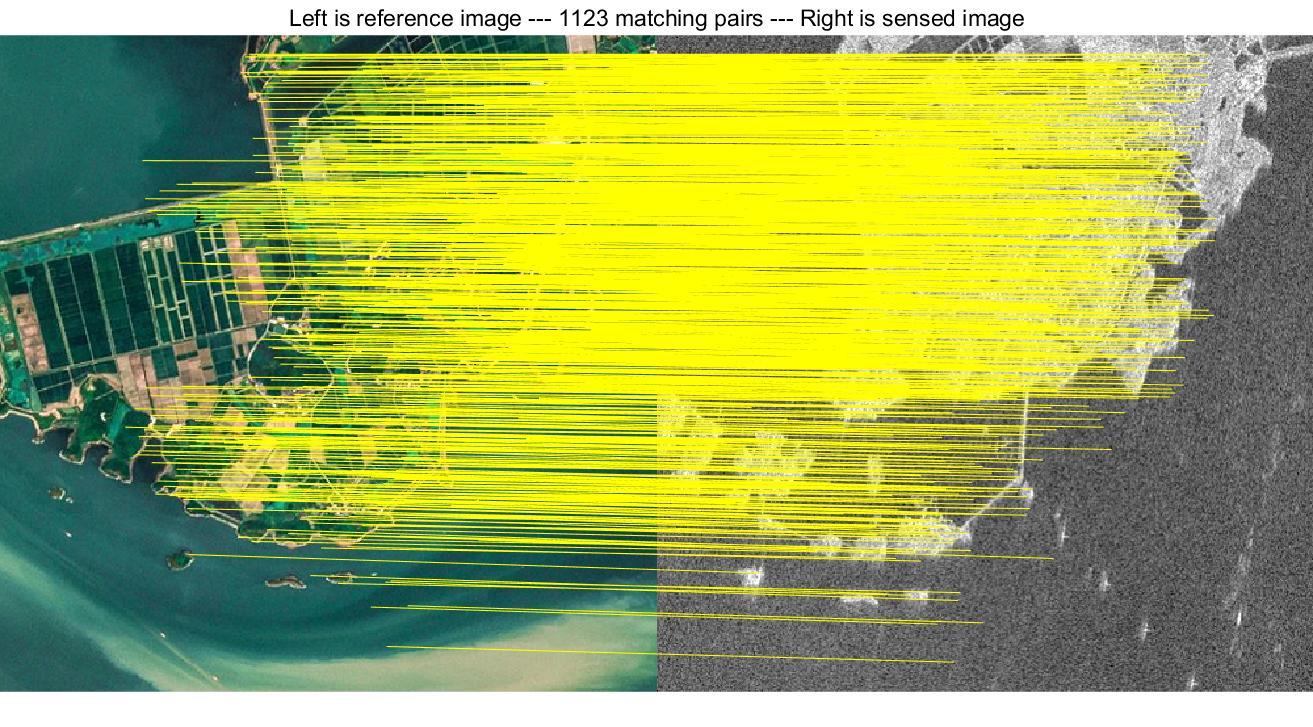 Left is reference image --- 1123 matching pairs --- Right is sensed image